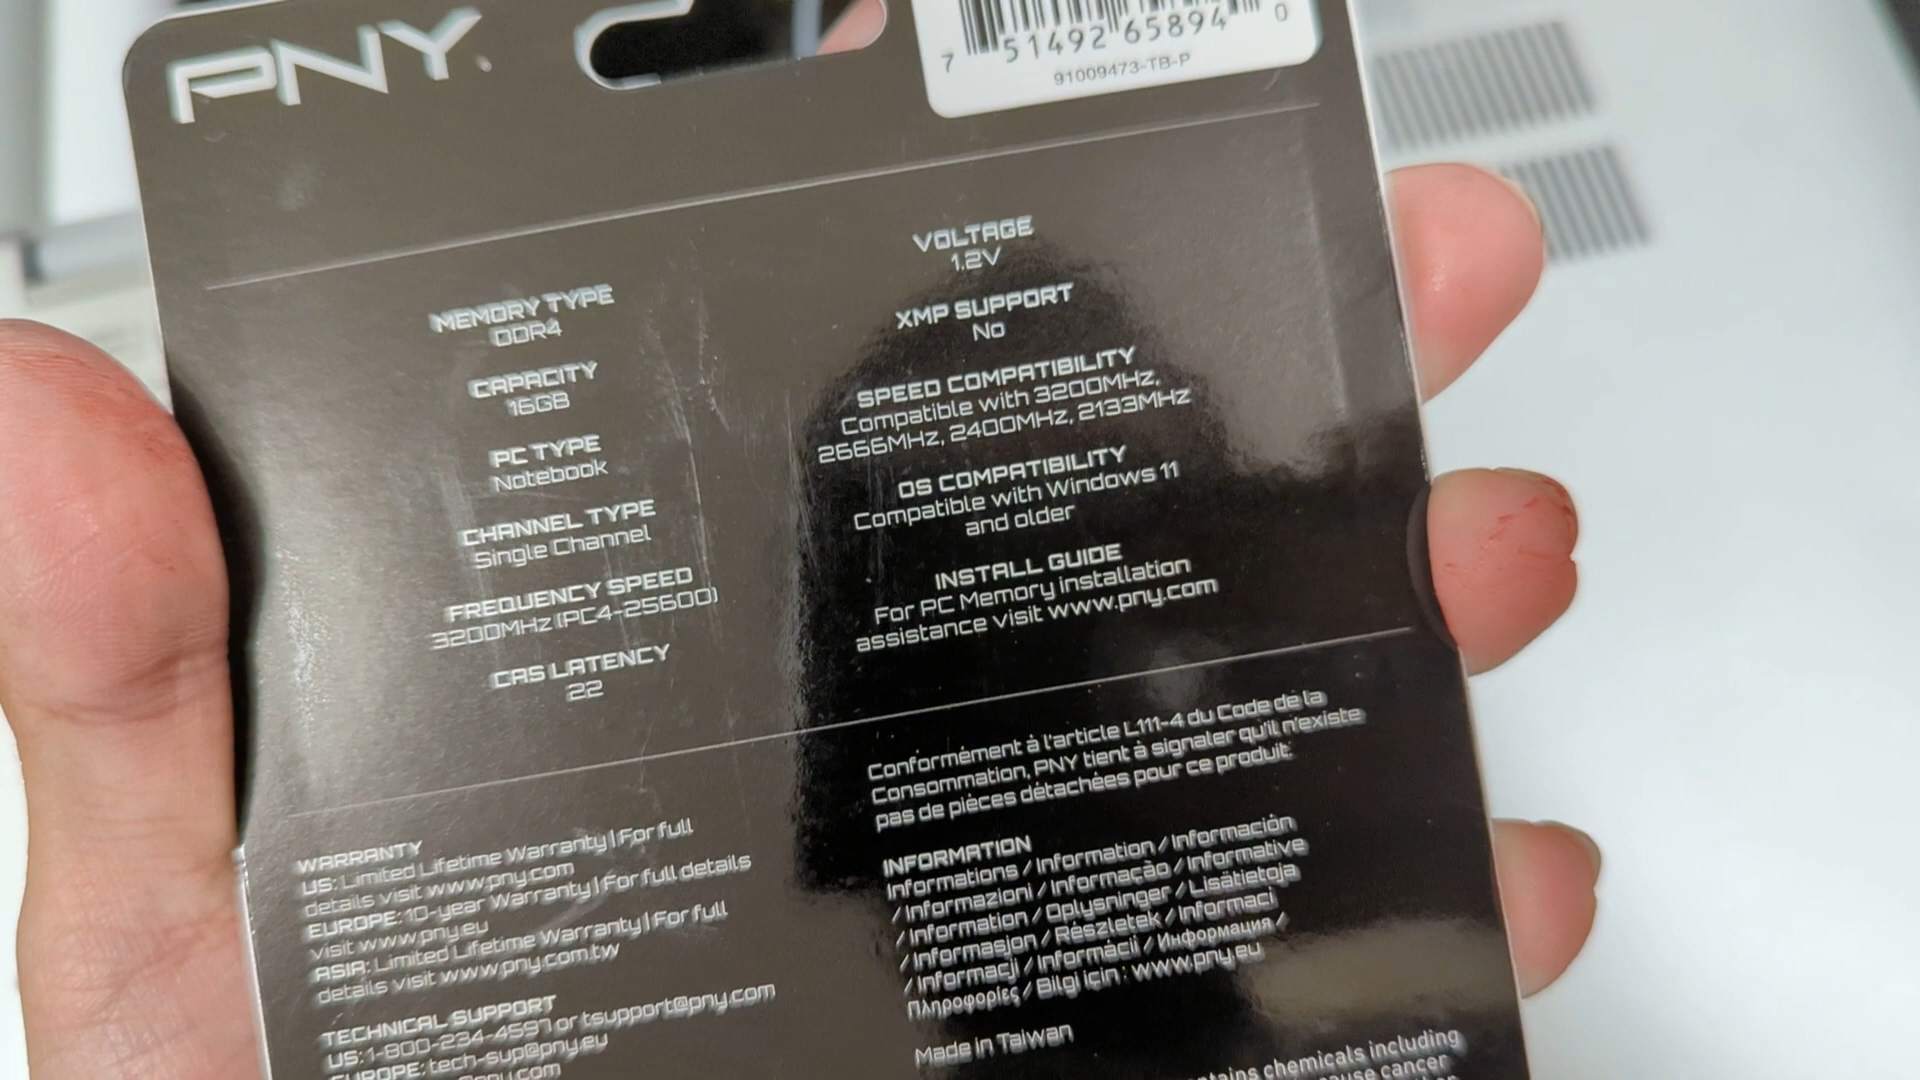 PNY
7 51492 65894 0
91009473-TB-P
MEMORY TYPE
DDR4
CAPACITY
16GB
PC TYPE
Notebook
CHANNEL TYPE
Single Channel
FREQUENCY SPEED
3200MHz (PC4-25600)
CAS LATENCY
22
VOLTAGE
1.2V
XMP SUPPORT
No
SPEED COMPATIBILITY
Compatible with 3200MHz,
2666MHz, 2400MHz, 2133MHz
OS COMPATIBILITY
Compatible with Windows 11
and older
INSTALL GUIDE
For PC Memory installation
assistance visit www.pny.com
WARRANTY
US: Limited Lifetime Warranty | For full
details visit www.pny.com
EUROPE: 10-year Warranty | For full details
visit www.pny.eu
ASIA: Limited Lifetime Warranty | For full
details visit www.pny.com.tw
TECHNICAL SUPPORT
US: 1-800-234-4597 or tsupport@pny.com
EUROPE: tech-sup@pny.eu
Conformément à l'article L111-4 du Code de la
Consommation, PNY tient à signaler qu'il n'existe
pas de pièces détachées pour ce produit.
INFORMATION
Informations / Information / Información
/ Informazioni / Informação / Informative
/ Information / Oplysninger / Lisätietoja
/ Informasjon / Részletek / Informaci
/ Informacji / Informácii / Информация /
Πληροφορίες / Bilgi için : www.pny.eu
Made in Taiwan
chemicals including
cause cancer